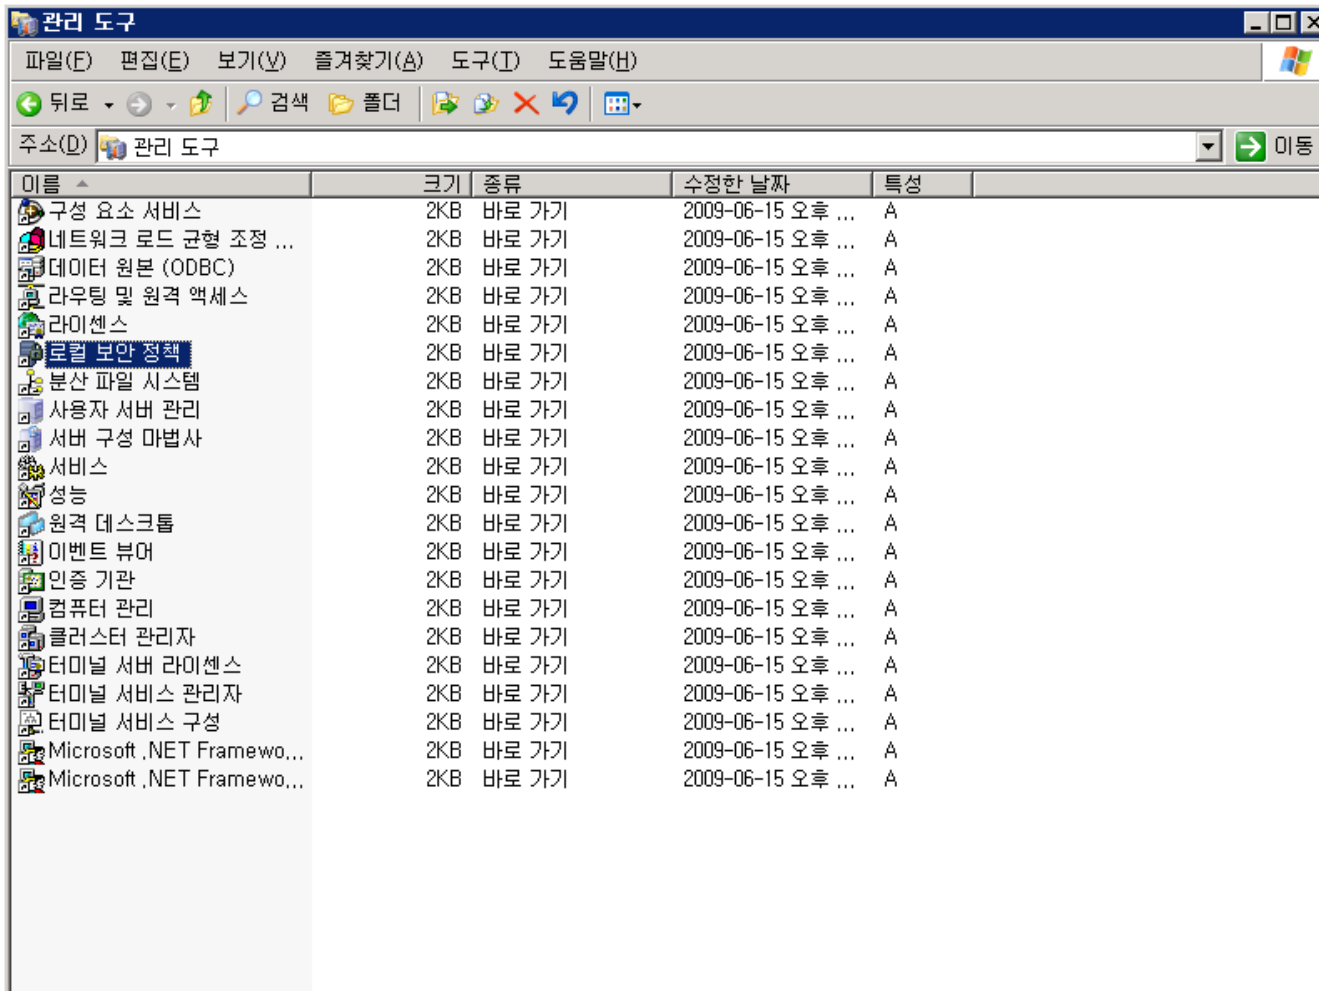 관리 도구
파일(F) 편집(E) 보기(V) 즐겨찾기(A) 도구(T) 도움말(H)
뒤로 검색 폴더
주소(D) 관리 도구 이동
이름 크기 종류 수정한 날짜 특성
구성 요소 서비스 2KB 바로 가기 2009-06-15 오후 ... A
네트워크 로드 균형 조정 ... 2KB 바로 가기 2009-06-15 오후 ... A
데이터 원본 (ODBC) 2KB 바로 가기 2009-06-15 오후 ... A
라우팅 및 원격 액세스 2KB 바로 가기 2009-06-15 오후 ... A
라이센스 2KB 바로 가기 2009-06-15 오후 ... A
로컬 보안 정책 2KB 바로 가기 2009-06-15 오후 ... A
분산 파일 시스템 2KB 바로 가기 2009-06-15 오후 ... A
사용자 서버 관리 2KB 바로 가기 2009-06-15 오후 ... A
서버 구성 마법사 2KB 바로 가기 2009-06-15 오후 ... A
서비스 2KB 바로 가기 2009-06-15 오후 ... A
성능 2KB 바로 가기 2009-06-15 오후 ... A
원격 데스크톱 2KB 바로 가기 2009-06-15 오후 ... A
이벤트 뷰어 2KB 바로 가기 2009-06-15 오후 ... A
인증 기관 2KB 바로 가기 2009-06-15 오후 ... A
컴퓨터 관리 2KB 바로 가기 2009-06-15 오후 ... A
클러스터 관리자 2KB 바로 가기 2009-06-15 오후 ... A
터미널 서버 라이센스 2KB 바로 가기 2009-06-15 오후 ... A
터미널 서비스 관리자 2KB 바로 가기 2009-06-15 오후 ... A
터미널 서비스 구성 2KB 바로 가기 2009-06-15 오후 ... A
Microsoft .NET Framewo... 2KB 바로 가기 2009-06-15 오후 ... A
Microsoft .NET Framewo... 2KB 바로 가기 2009-06-15 오후 ... A